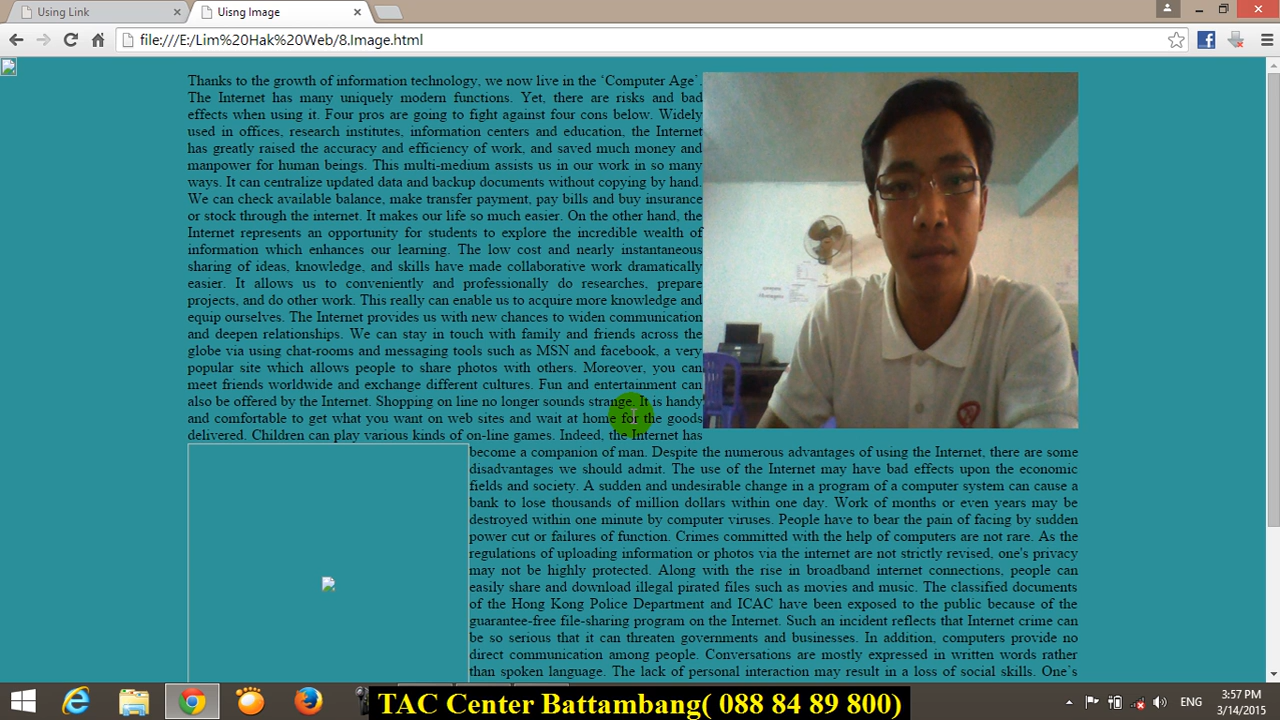 Using Link
Uisng Image
file:///E:/Lim%20Hak%20Web/8.Image.html
Thanks to the growth of information technology, we now live in the ‘Computer Age’.
The Internet has many uniquely modern functions. Yet, there are risks and bad
effects when using it. Four pros are going to fight against four cons below. Widely
used in offices, research institutes, information centers and education, the Internet
has greatly raised the accuracy and efficiency of work, and saved much money and
manpower for human beings. This multi-medium assists us in our work in so many
ways. It can centralize updated data and backup documents without copying by hand.
We can check available balance, make transfer payment, pay bills and buy insurance
or stock through the internet. It makes our life so much easier. On the other hand, the
Internet represents an opportunity for students to explore the incredible wealth of
information which enhances our learning. The low cost and nearly instantaneous
sharing of ideas, knowledge, and skills have made collaborative work dramatically
easier. It allows us to conveniently and professionally do researches, prepare
projects, and do other work. This really can enable us to acquire more knowledge and
equip ourselves. The Internet provides us with new chances to widen communication
and deepen relationships. We can stay in touch with family and friends across the
globe via using chat-rooms and messaging tools such as MSN and facebook, a very
popular site which allows people to share photos with others. Moreover, you can
meet friends worldwide and exchange different cultures. Fun and entertainment can
also be offered by the Internet. Shopping on line no longer sounds strange. It is handy
and comfortable to get what you want on web sites and wait at home for the goods
delivered. Children can play various kinds of on-line games. Indeed, the Internet has
become a companion of man. Despite the numerous advantages of using the Internet, there are some
disadvantages we should admit. The use of the Internet may have bad effects upon the economic
fields and society. A sudden and undesirable change in a program of a computer system can cause a
bank to lose thousands of million dollars within one day. Work of months or even years may be
destroyed within one minute by computer viruses. People have to bear the pain of facing by sudden
power cut or failures of function. Crimes committed with the help of computers are not rare. As the
regulations of uploading information or photos via the internet are not strictly revised, one's privacy
may not be highly protected. Along with the rise in broadband internet connections, people can
easily share and download illegal pirated files such as movies and music. The classified documents
of the Hong Kong Police Department and ICAC have been exposed to the public because of the
guarantee-free file-sharing program on the Internet. Such an incident reflects that Internet crime can
be so serious that it can threaten governments and businesses. In addition, computers provide no
direct communication among people. Conversations are mostly expressed in written words rather
than spoken language. The lack of personal interaction may result in a loss of social skills. One’s
TAC Center Battambang( 088 84 89 800)
ENG
3:57 PM
3/14/2015